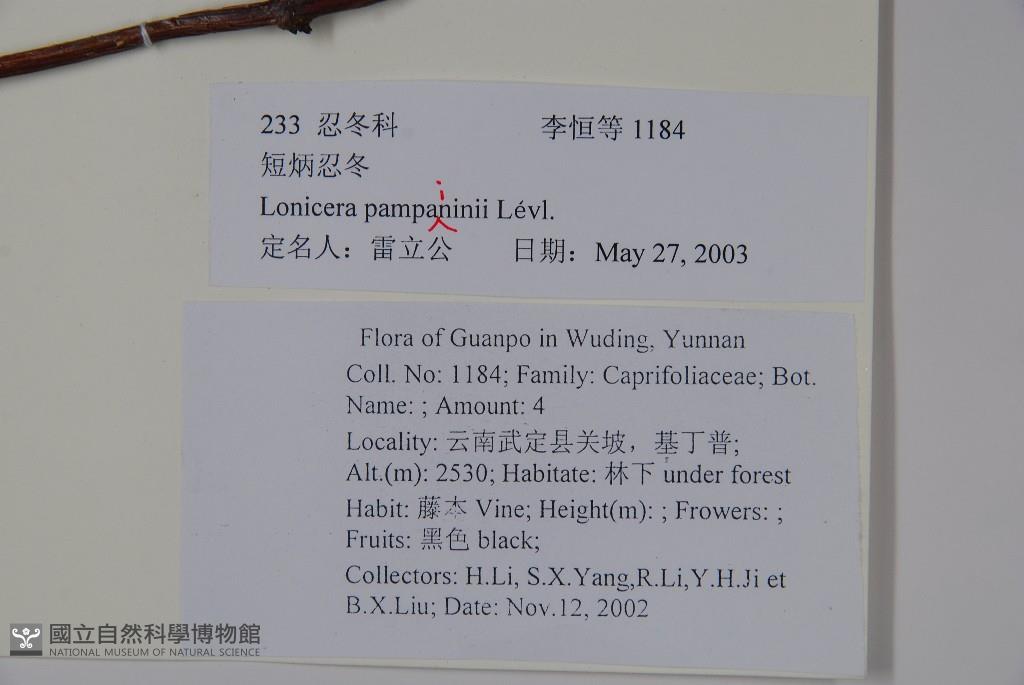 233 忍冬科 李恒等 1184
短炳忍冬
i
Lonicera pampaninii Lévl.
定名人：雷立公 日期：May 27, 2003
Flora of Guanpo in Wuding, Yunnan
Coll. No: 1184; Family: Caprifoliaceae; Bot.
Name: ; Amount: 4
Locality: 云南武定县关坡，基丁普;
Alt.(m): 2530; Habitate: 林下 under forest
Habit: 藤本 Vine; Height(m): ; Frowers: ;
Fruits: 黑色 black;
Collectors: H.Li, S.X.Yang,R.Li,Y.H.Ji et
B.X.Liu; Date: Nov.12, 2002
國立自然科學博物館
NATIONAL MUSEUM OF NATURAL SCIENCE